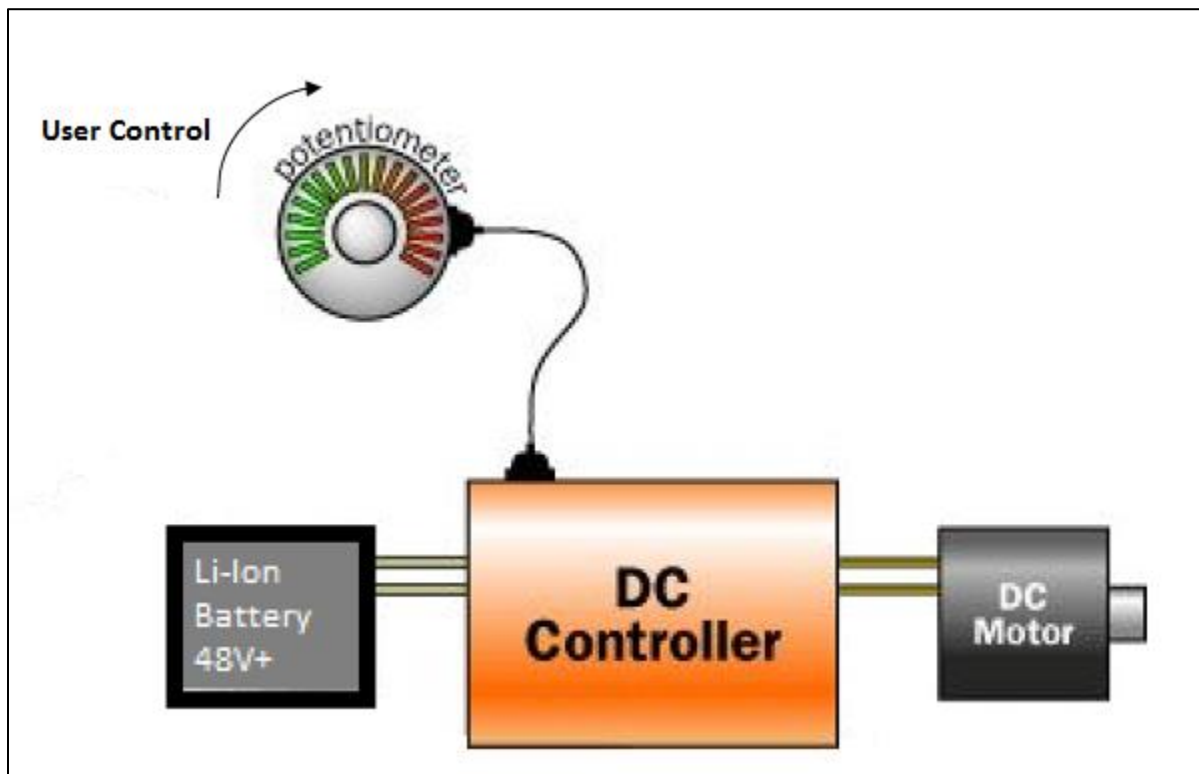 User Control
potentiometer
Li-Ion
Battery
48V+
DC
Controller
DC
Motor